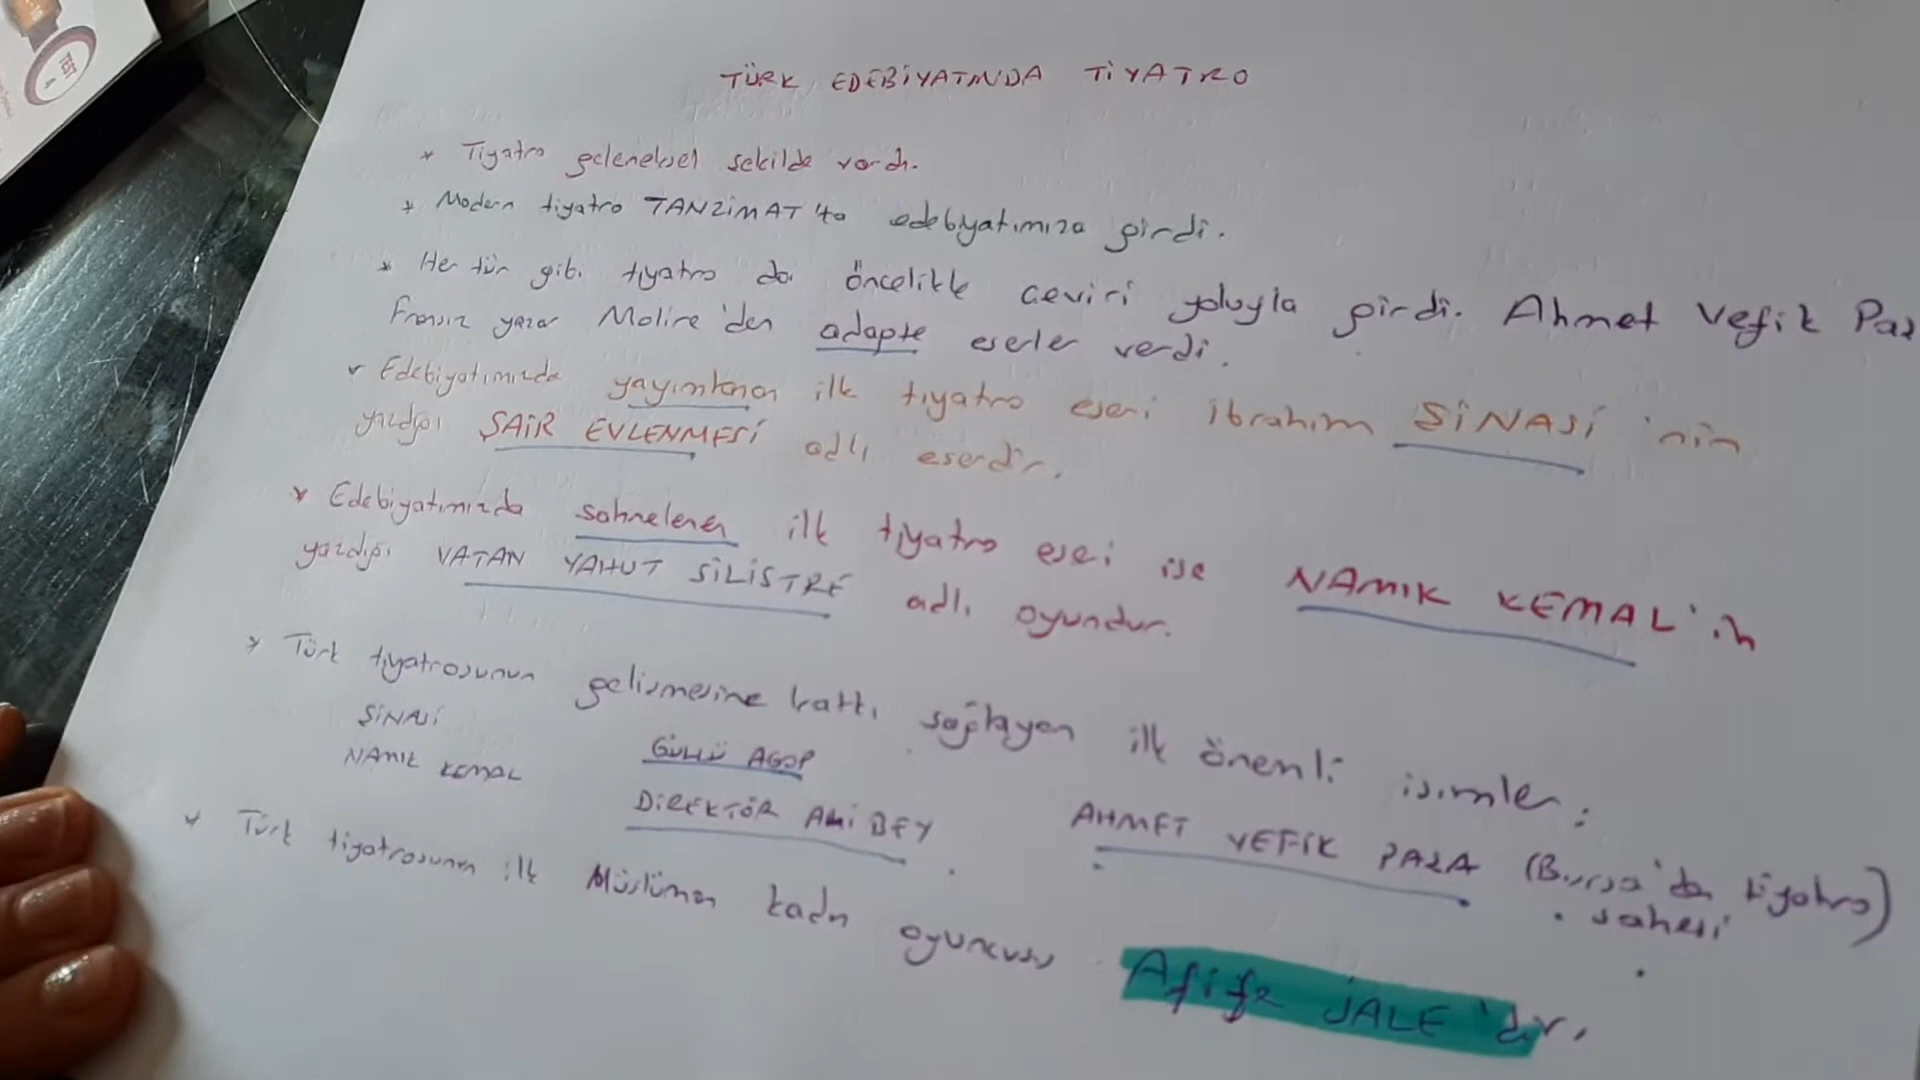 TÜRK EDEBİYATINDA TİYATRO
* Tiyatro geleneksel şekilde vardı.
* Modern tiyatro TANZİMAT'ta edebiyatımıza girdi.
* Her tür gibi tiyatro da öncelikle çeviri yoluyla girdi. Ahmet Vefik Paş
Fransız yazar Molire'den adapte eserler verdi.
* Edebiyatımızda yayımlanan ilk tiyatro eseri İbrahim ŞİNASİ'nin
yazdığı ŞAİR EVLENMESİ adlı eserdir.
* Edebiyatımızda sahnelenen ilk tiyatro eseri ise NAMIK KEMAL'in
yazdığı VATAN YAHUT SİLİSTRE adlı oyundur.
* Türk tiyatrosunun gelişmesine katkı sağlayan ilk önemli isimler:
ŞİNASİ
NAMIK KEMAL
GÜLLÜ AGOP
DİREKTÖR ALİ BEY
AHMET VEFİK PAŞA (Bursa'da tiyatro)
sahnesi
* Türk tiyatrosunun ilk Müslüman kadın oyuncusu Afife JALE'dir.